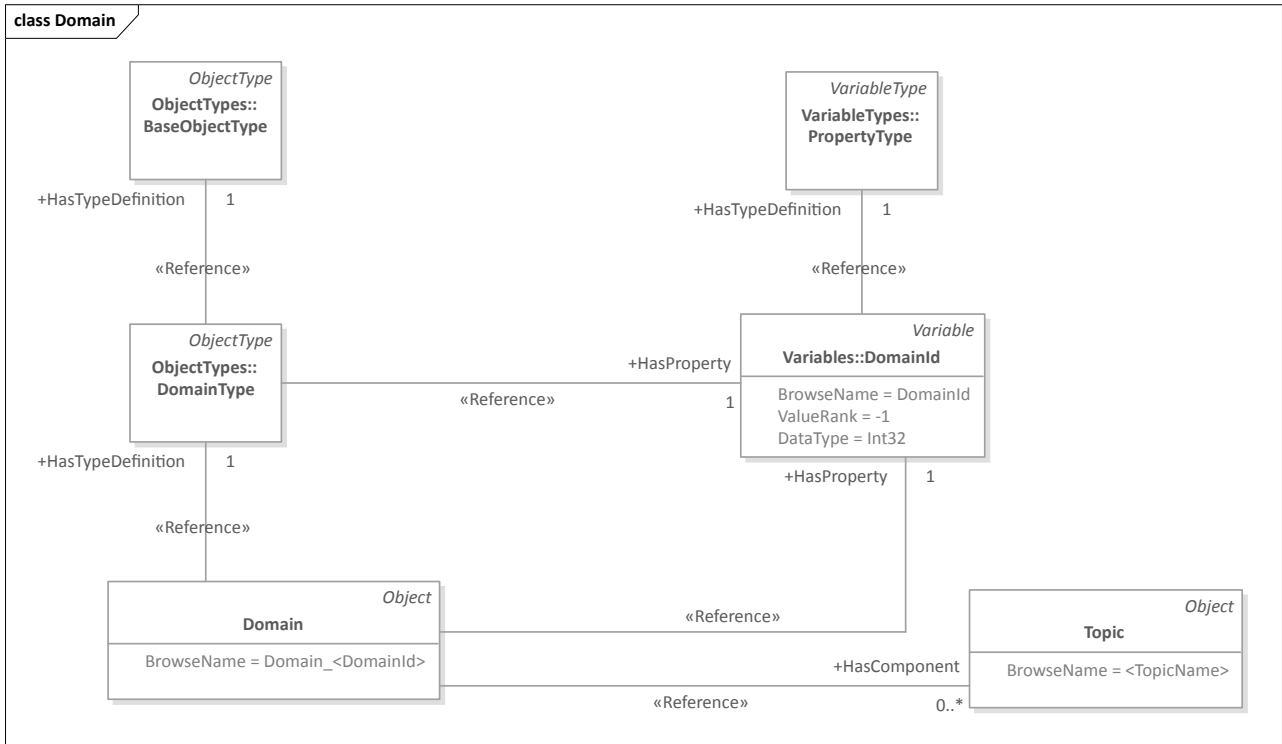 class Domain
ObjectType
ObjectTypes::
BaseObjectType
VariableType
VariableTypes::
PropertyType
+HasTypeDefinition
1
+HasTypeDefinition
1
«Reference»
«Reference»
ObjectType
ObjectTypes::
DomainType
Variable
Variables::DomainId
BrowseName = DomainId
ValueRank = -1
DataType = Int32
+HasProperty
«Reference»
1
+HasTypeDefinition
1
+HasProperty
1
«Reference»
Object
Domain
BrowseName = Domain_<DomainId>
«Reference»
Object
Topic
BrowseName = <TopicName>
+HasComponent
«Reference»
0..*